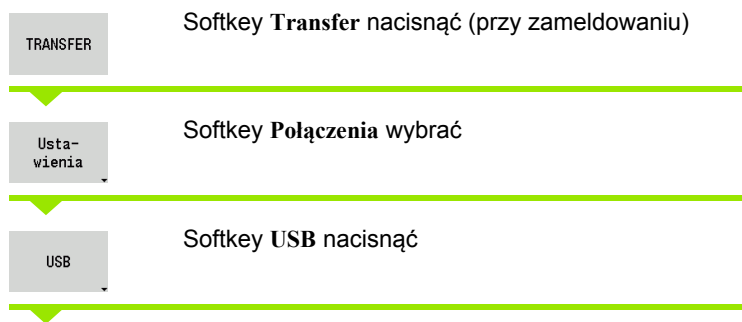 TRANSFER
Softkey Transfer nacisnąć (przy zameldowaniu)
Usta-
wienia
Softkey Połączenia wybrać
USB
Softkey USB nacisnąć